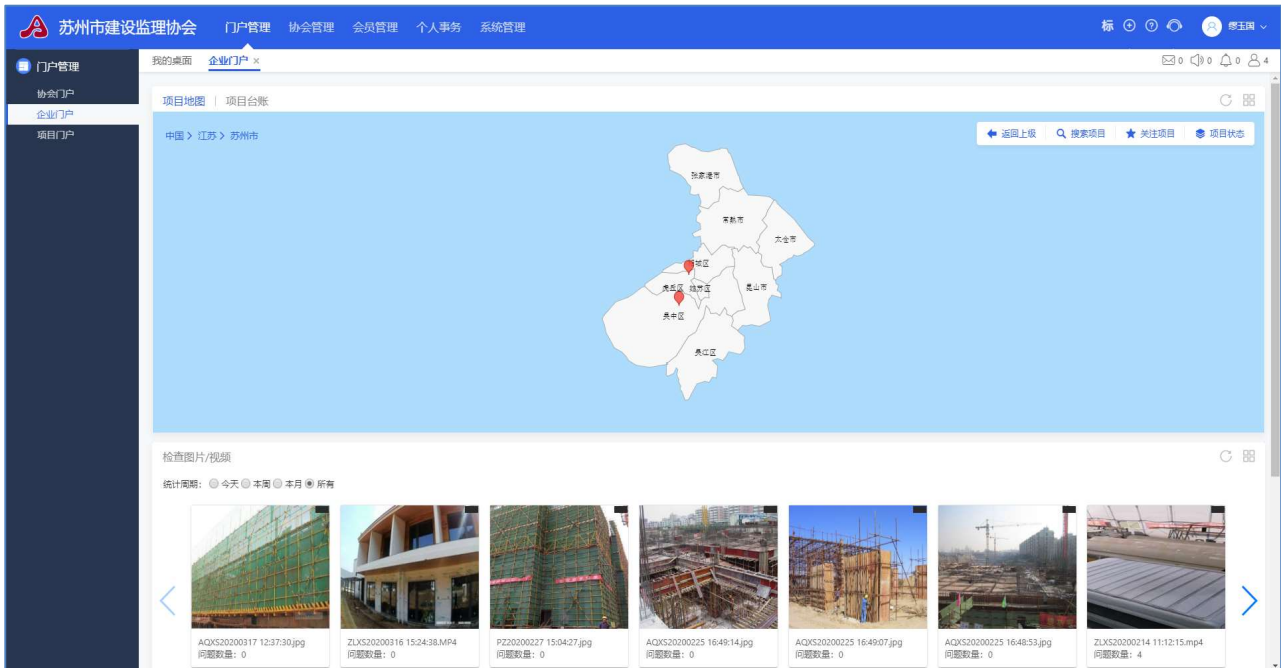 苏州市建设监理协会 门户管理 协会管理 会员管理 个人事务 系统管理 标 缪玉国
门户管理
协会门户
企业门户
项目门户
我的桌面 企业门户 × 0 0 0 4
项目地图 | 项目台账
中国 > 江苏 > 苏州市 返回上级 搜索项目 关注项目 项目状态
张家港市
常熟市
太仓市
相城区
虎丘区 姑苏区 昆山市
吴中区
吴江区
检查图片/视频
统计周期: 今天 本周 本月 所有
AQXS20200317 12:37:30.jpg ZLXS20200316 15:24:38.MP4 PZ20200227 15:04:27.jpg AQXS20200225 16:49:14.jpg AQXS20200225 16:49:07.jpg AQXS20200225 16:48:53.jpg ZLXS20200214 11:12:15.mp4
问题数量: 0 问题数量: 0 问题数量: 0 问题数量: 0 问题数量: 0 问题数量: 0 问题数量: 4